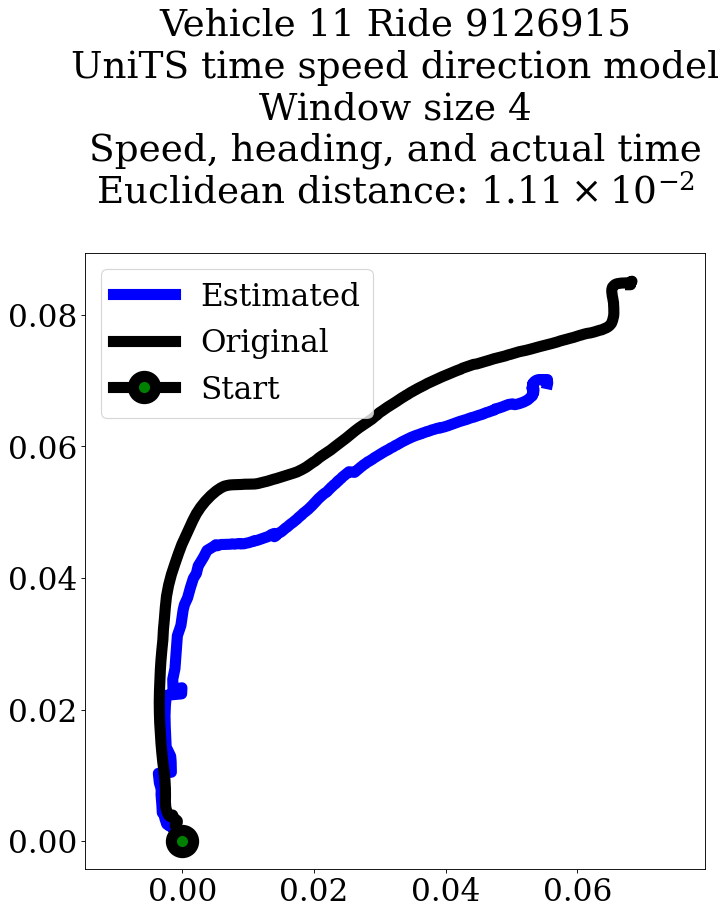 Vehicle 11 Ride 9126915
UniTS time speed direction model
Window size 4
Speed, heading, and actual time
Euclidean distance: 1.11 × 10⁻²
Estimated
Original
Start
0.08
0.06
0.04
0.02
0.00
0.00 0.02 0.04 0.06